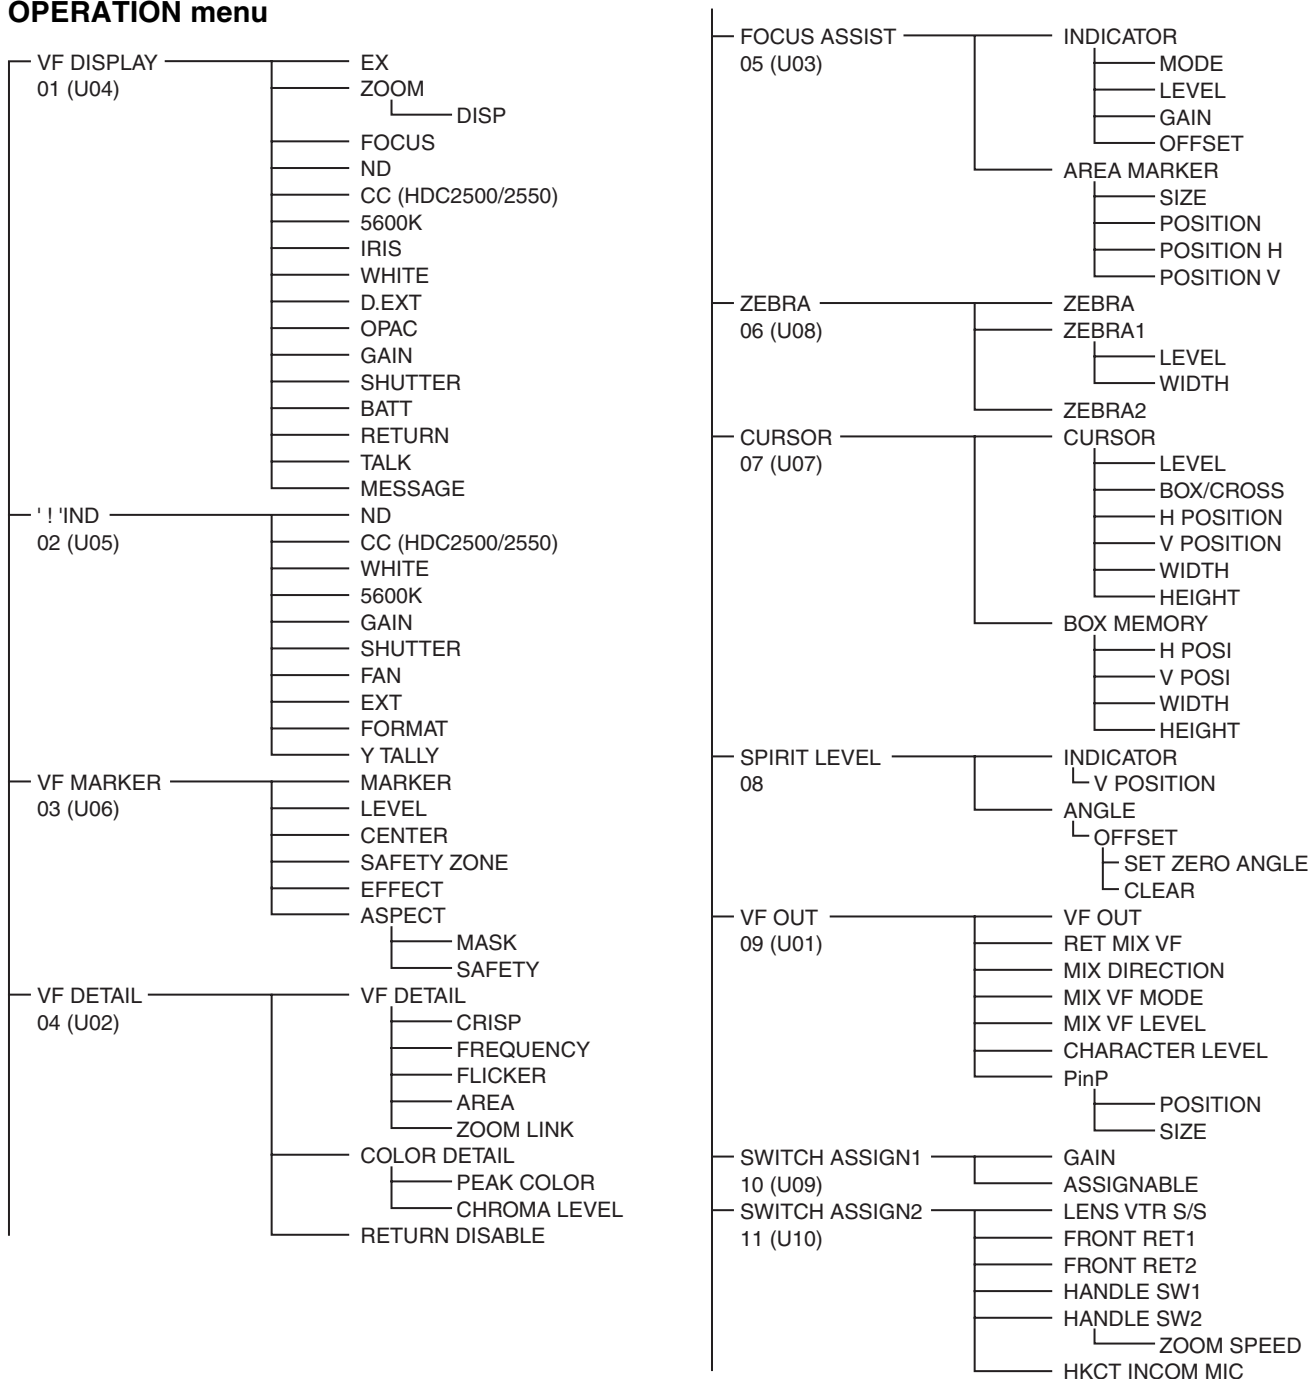 OPERATION menu
VF DISPLAY
01 (U04)
EX
ZOOM
DISP
FOCUS
ND
CC (HDC2500/2550)
5600K
IRIS
WHITE
D.EXT
OPAC
GAIN
SHUTTER
BATT
RETURN
TALK
MESSAGE
' ! 'IND
02 (U05)
ND
CC (HDC2500/2550)
WHITE
5600K
GAIN
SHUTTER
FAN
EXT
FORMAT
Y TALLY
VF MARKER
03 (U06)
MARKER
LEVEL
CENTER
SAFETY ZONE
EFFECT
ASPECT
MASK
SAFETY
VF DETAIL
04 (U02)
VF DETAIL
CRISP
FREQUENCY
FLICKER
AREA
ZOOM LINK
COLOR DETAIL
PEAK COLOR
CHROMA LEVEL
RETURN DISABLE
FOCUS ASSIST
05 (U03)
INDICATOR
MODE
LEVEL
GAIN
OFFSET
AREA MARKER
SIZE
POSITION
POSITION H
POSITION V
ZEBRA
06 (U08)
ZEBRA
ZEBRA1
LEVEL
WIDTH
ZEBRA2
CURSOR
07 (U07)
CURSOR
LEVEL
BOX/CROSS
H POSITION
V POSITION
WIDTH
HEIGHT
BOX MEMORY
H POSI
V POSI
WIDTH
HEIGHT
SPIRIT LEVEL
08
INDICATOR
V POSITION
ANGLE
OFFSET
SET ZERO ANGLE
CLEAR
VF OUT
09 (U01)
VF OUT
RET MIX VF
MIX DIRECTION
MIX VF MODE
MIX VF LEVEL
CHARACTER LEVEL
PinP
POSITION
SIZE
SWITCH ASSIGN1
10 (U09)
GAIN
ASSIGNABLE
SWITCH ASSIGN2
11 (U10)
LENS VTR S/S
FRONT RET1
FRONT RET2
HANDLE SW1
HANDLE SW2
ZOOM SPEED
HKCT INCOM MIC